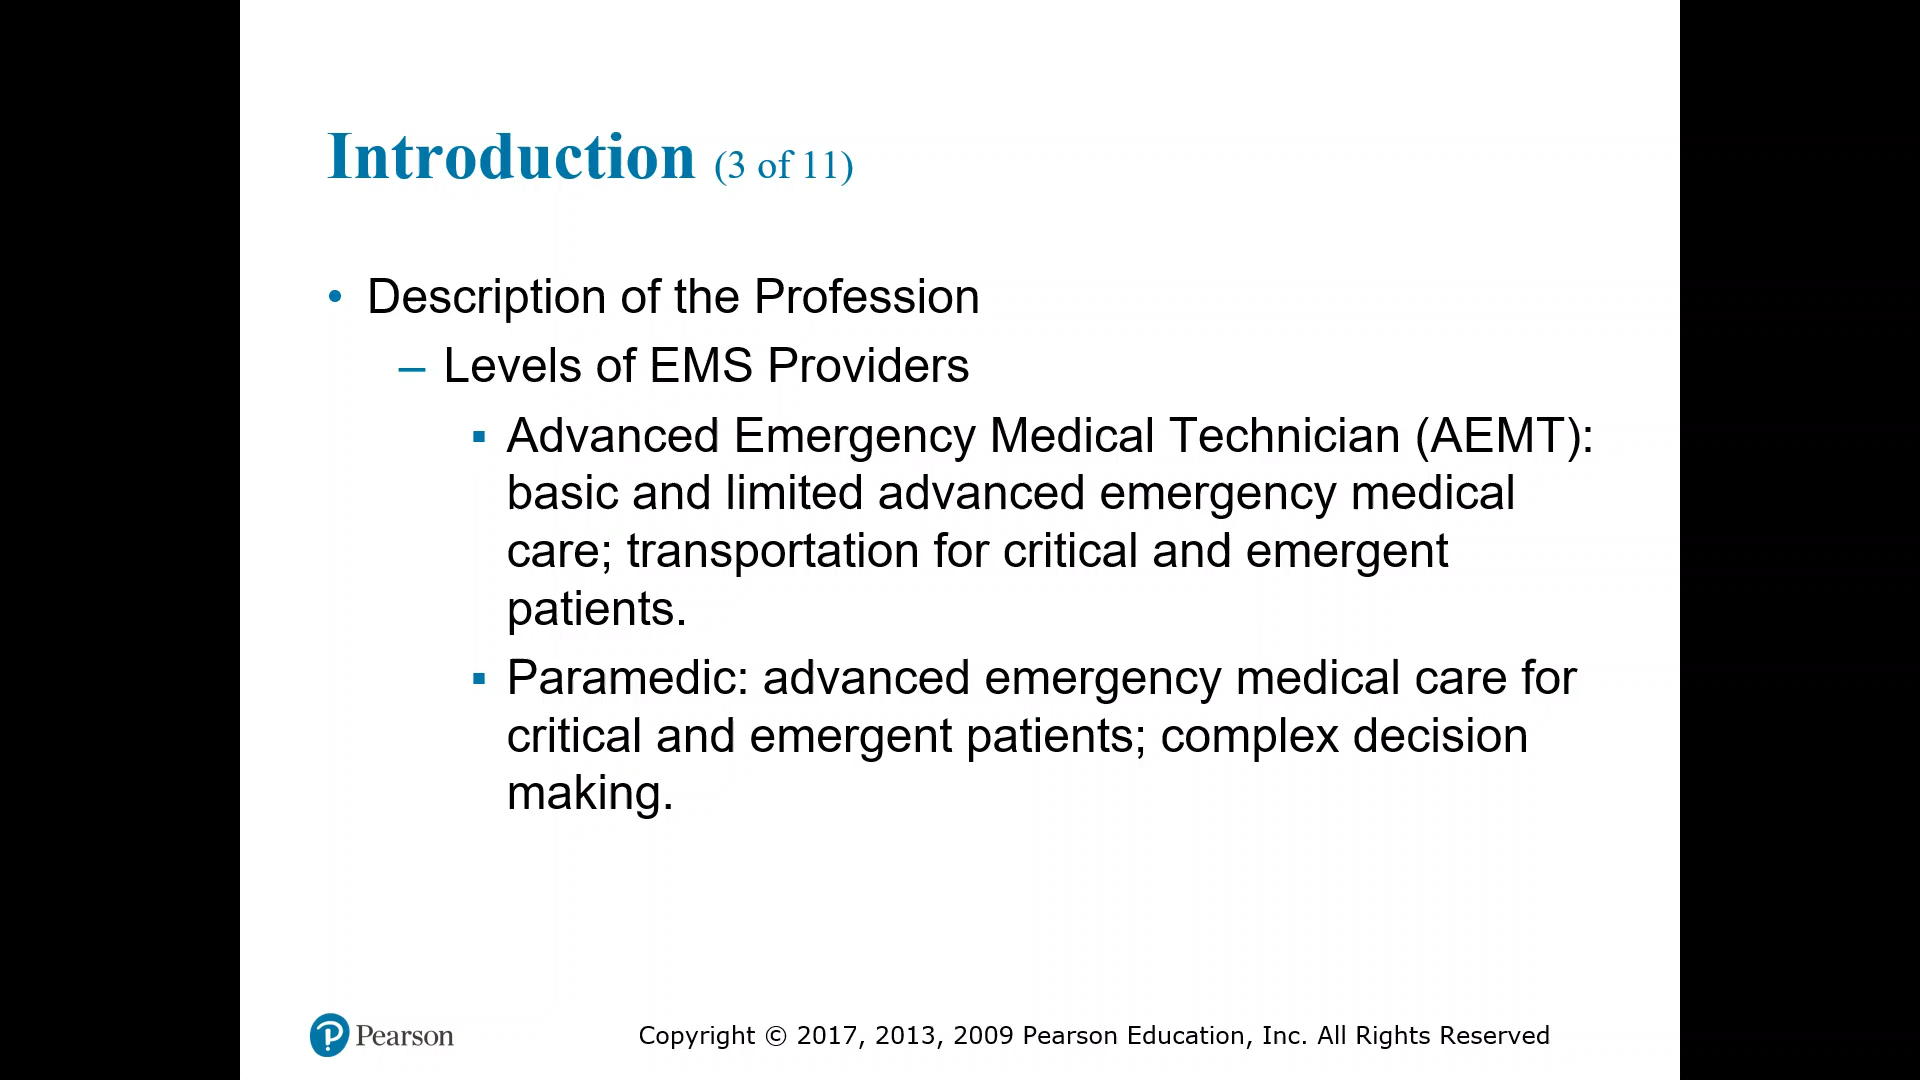 Introduction (3 of 11)
• Description of the Profession
– Levels of EMS Providers
▪ Advanced Emergency Medical Technician (AEMT):
basic and limited advanced emergency medical
care; transportation for critical and emergent
patients.
▪ Paramedic: advanced emergency medical care for
critical and emergent patients; complex decision
making.
Pearson
Copyright © 2017, 2013, 2009 Pearson Education, Inc. All Rights Reserved